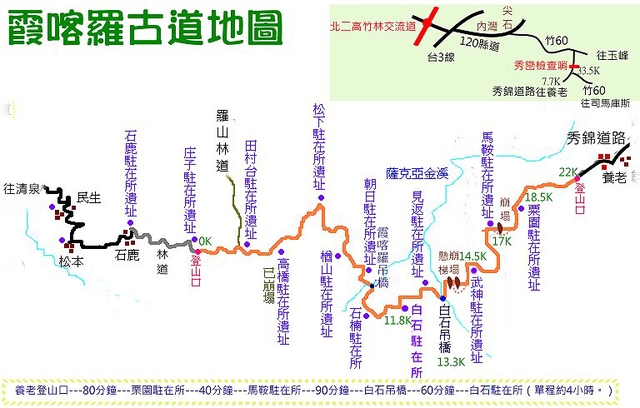 霞喀羅古道地圖
北二高竹林交流道
台3線
內灣
尖石
120縣道
竹60
往玉峰
秀巒檢查哨
33.5K
7.7K
秀錦道路往養老
竹60
往司馬庫斯
往清泉
民生
松本
石鹿
石鹿駐在所遺址
林道
庄子駐在所遺址
0K
登山口
羅山林道
田村台駐在所遺址
高橋駐在所遺址
已崩塌
松下駐在所遺址
楢山駐在所遺址
朝日駐在所遺址
霞喀羅吊橋
石楠駐在所
薩克亞金溪
見返駐在所遺址
11.8K
白石駐在所
白石吊橋
13.3K
懸梯
崩塌
14.5K
武神駐在所遺址
馬鞍駐在所遺址
崩塌
17K
18.5K
粟園駐在所遺址
22K
登山口
秀錦道路
養老
養老登山口---80分鐘---栗園駐在所---40分鐘---馬鞍駐在所---90分鐘---白石吊橋---60分鐘---白石駐在所（單程約4小時。）